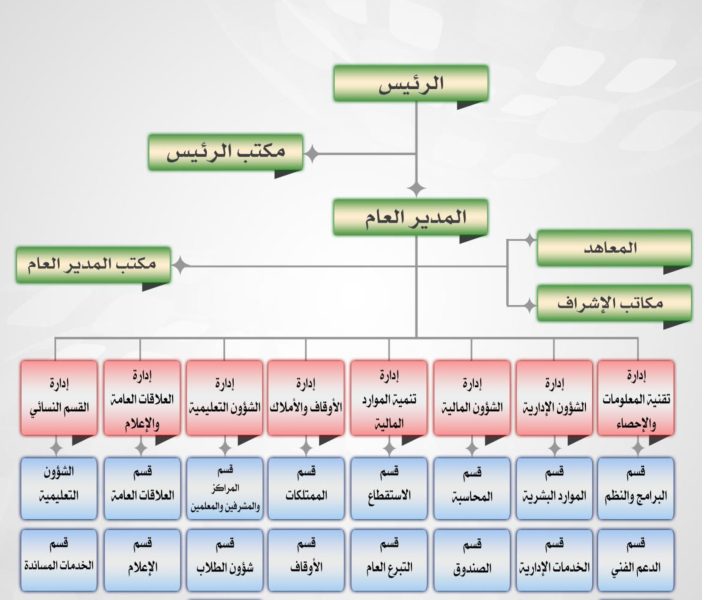 الرئيس
مكتب الرئيس
المدير العام
المعاهد
مكتب المدير العام
مكاتب الإشراف
إدارة
تقنية المعلومات
والإحصاء
إدارة
الشؤون الإدارية
إدارة
الشؤون المالية
إدارة
تنمية الموارد
المالية
إدارة
الأوقاف والأملاك
إدارة
الشؤون التعليمية
إدارة
العلاقات العامة
والإعلام
إدارة
القسم النسائي
قسم
البرامج والنظم
قسم
الموارد البشرية
قسم
المحاسبة
قسم
الاستقطاع
قسم
الممتلكات
قسم
المراكز
والمشرفين والمعلمين
قسم
العلاقات العامة
الشؤون
التعليمية
قسم
الدعم الفني
قسم
الخدمات الإدارية
قسم
الصندوق
قسم
التبرع العام
قسم
الأوقاف
قسم
شؤون الطلاب
قسم
الإعلام
قسم
الخدمات المساندة